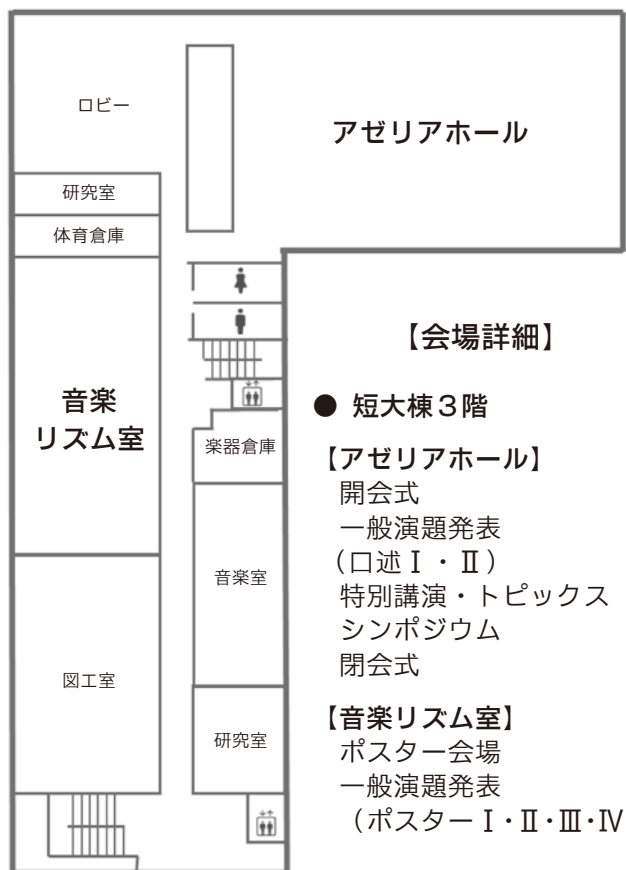 ロビー
アゼリアホール
研究室
体育倉庫
音楽
リズム室
楽器倉庫
音楽室
図工室
研究室
【会場詳細】
● 短大棟３階
【アゼリアホール】
開会式
一般演題発表
（口述Ⅰ・Ⅱ）
特別講演・トピックス
シンポジウム
閉会式
【音楽リズム室】
ポスター会場
一般演題発表
（ポスターⅠ・Ⅱ・Ⅲ・Ⅳ